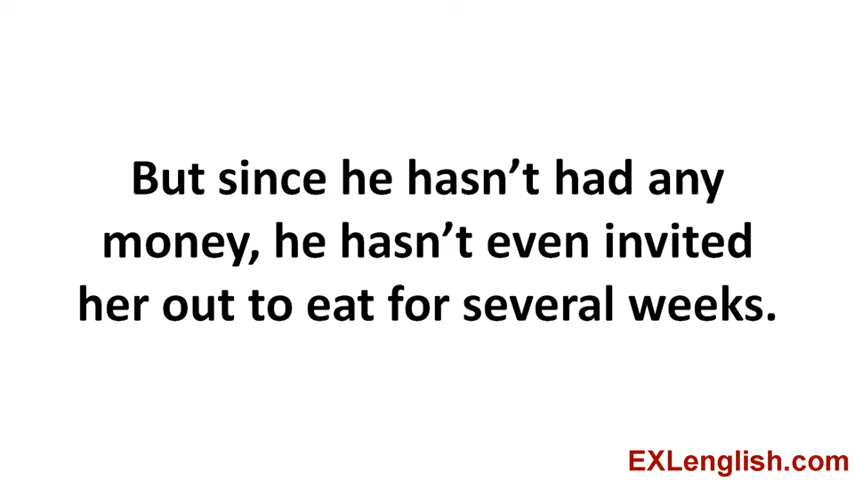 But since he hasn’t had any
money, he hasn’t even invited
her out to eat for several weeks.
EXLenglish.com